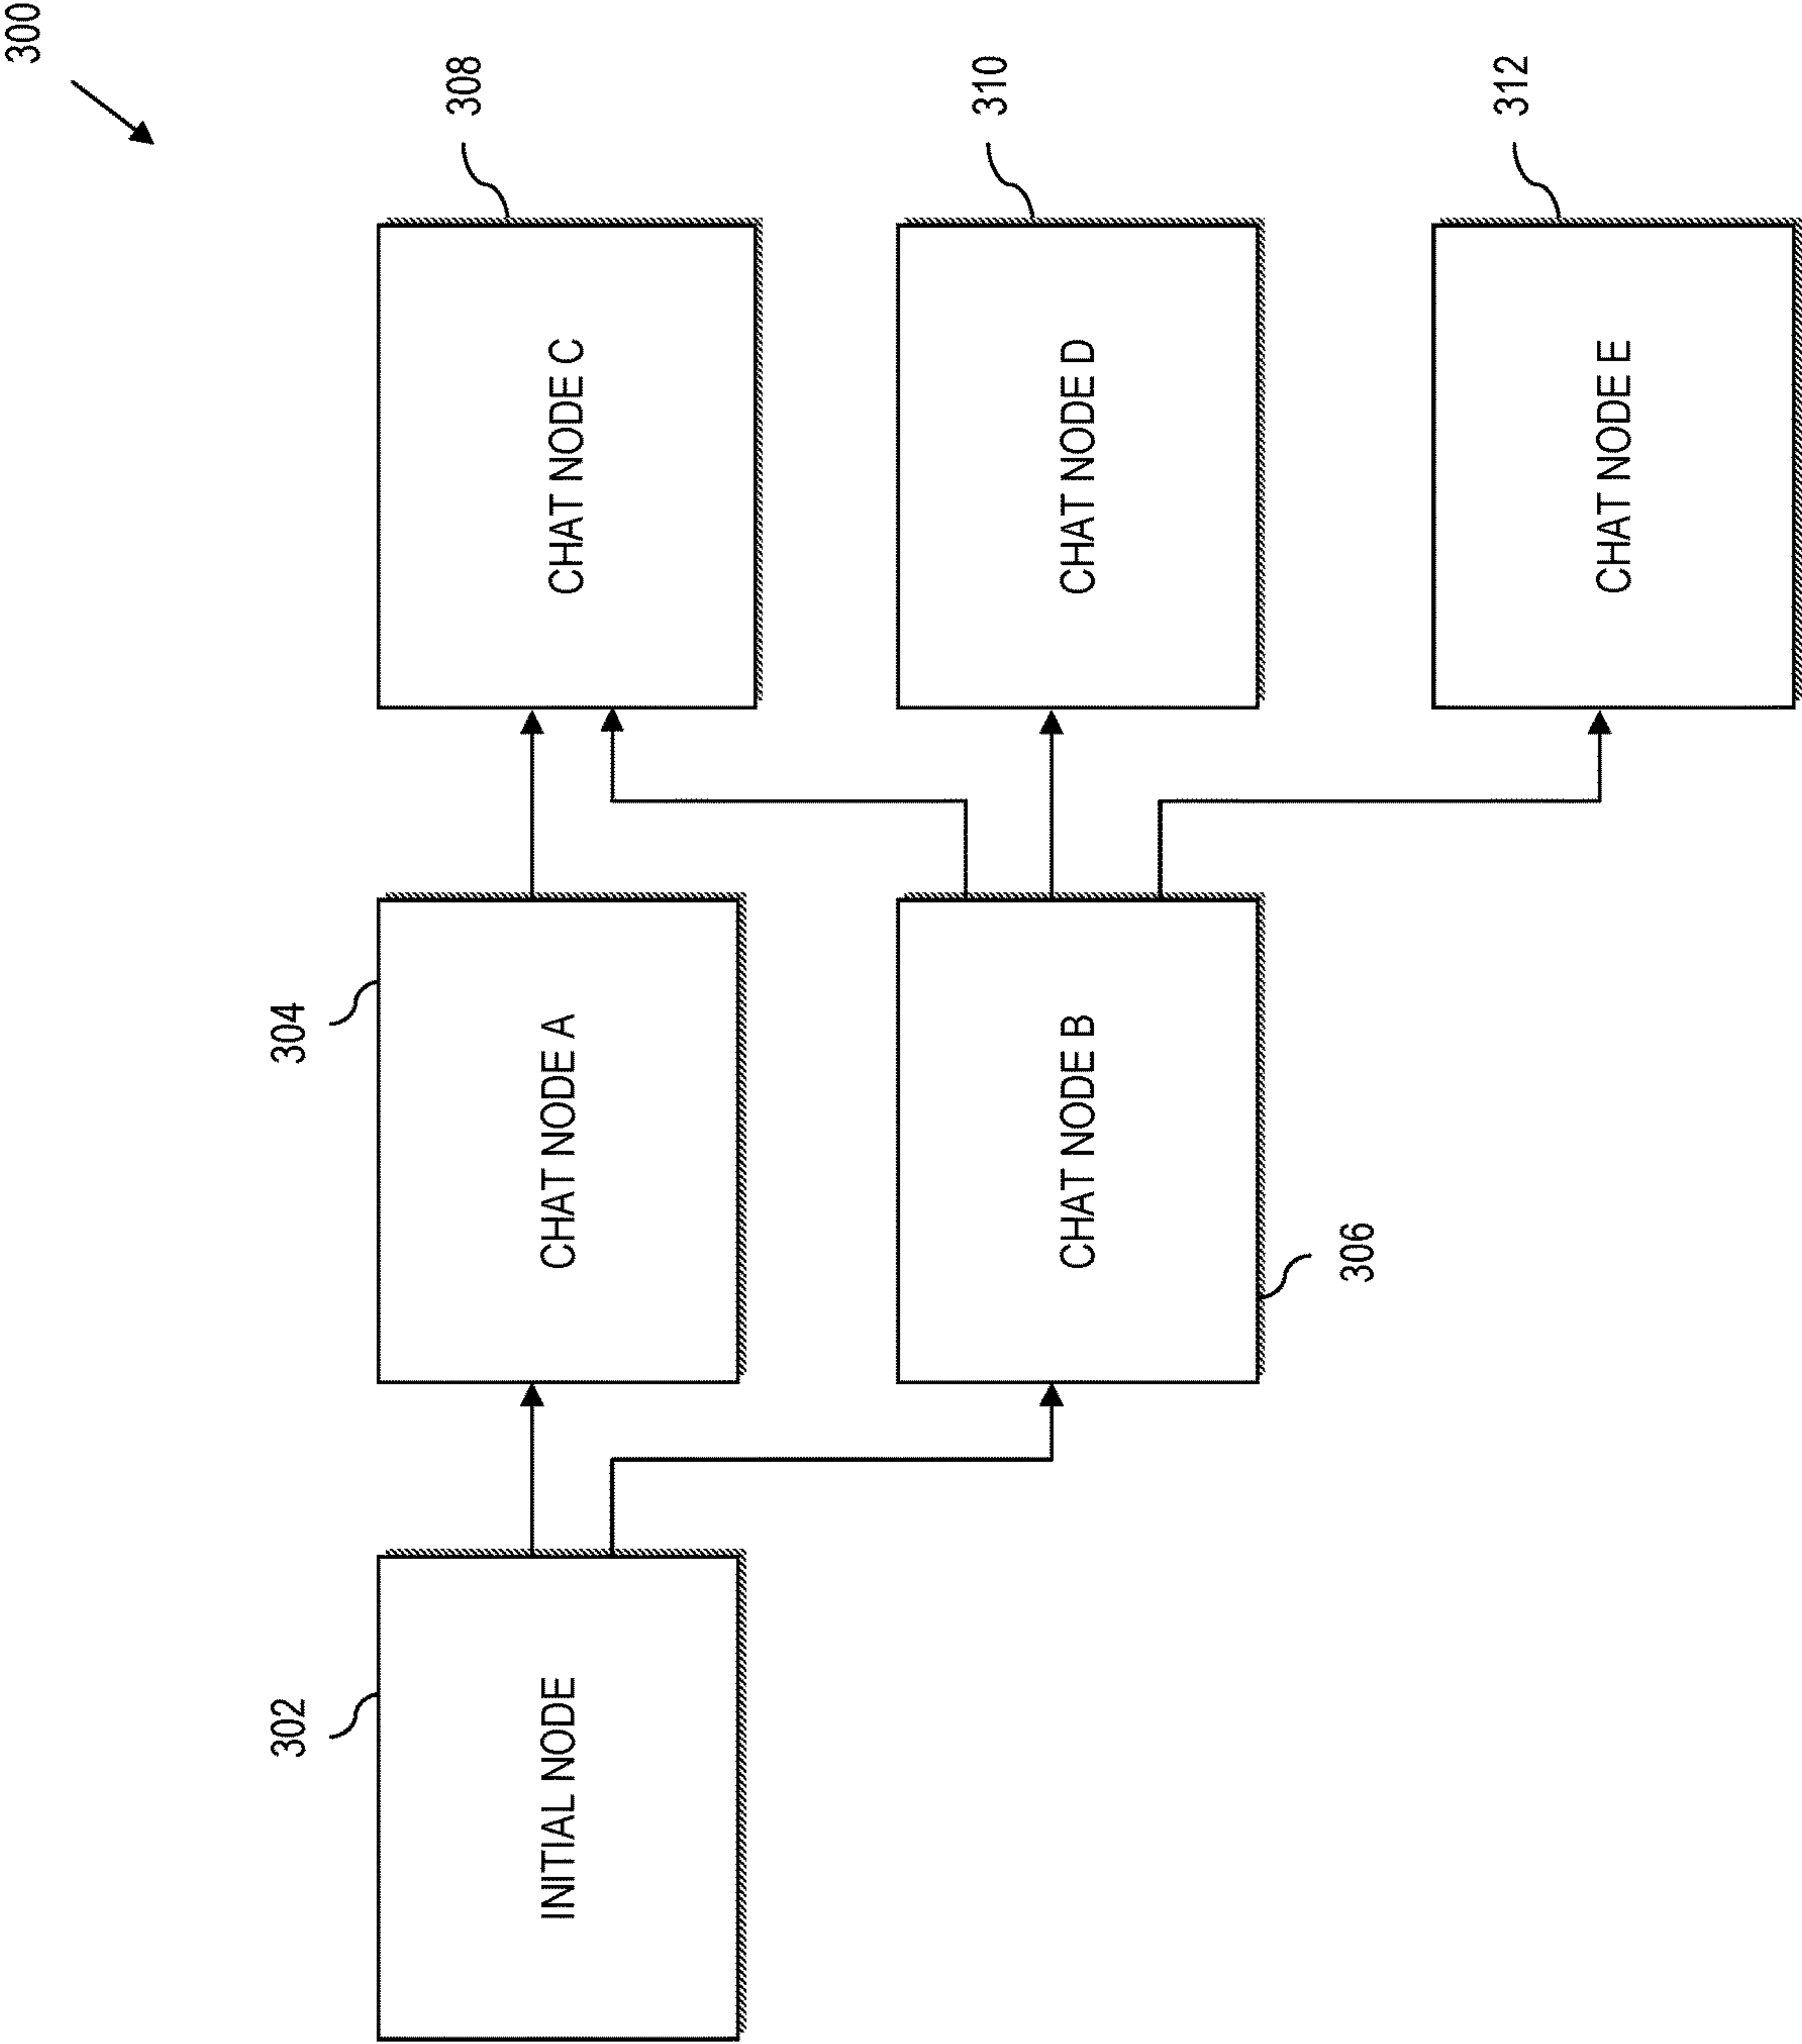 300
302
INITIAL NODE
304
CHAT NODE A
308
CHAT NODE C
306
CHAT NODE B
310
CHAT NODE D
312
CHAT NODE E